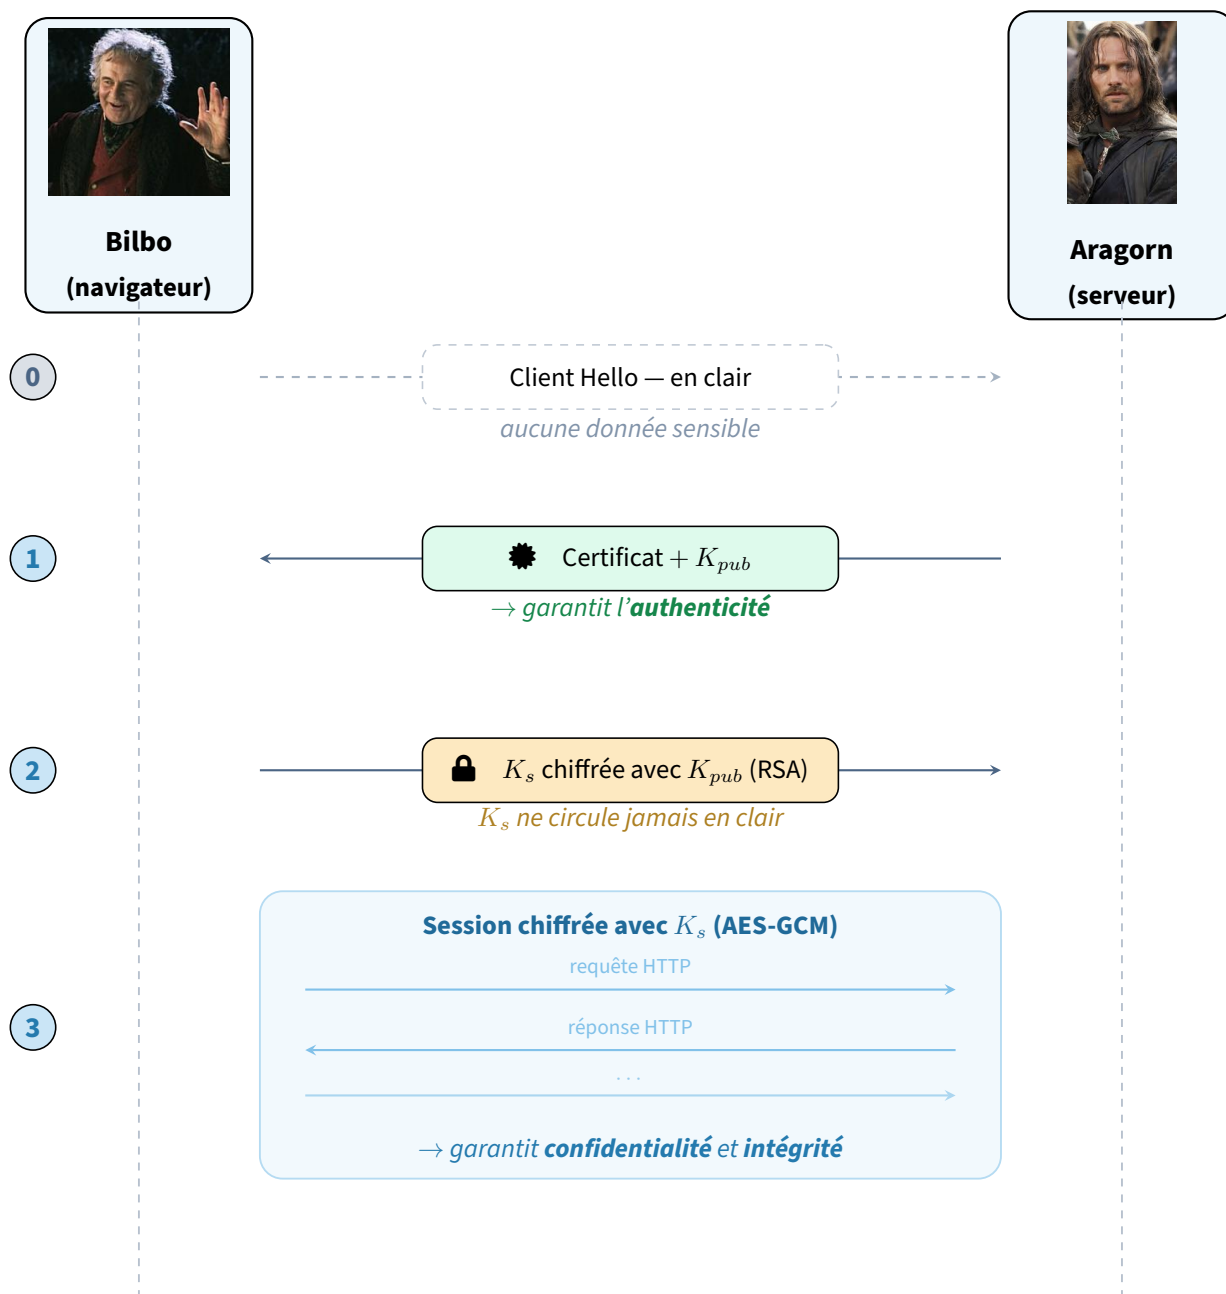 Bilbo
(navigateur)
Aragorn
(serveur)
0
Client Hello — en clair
aucune donnée sensible
1
Certificat + K_pub
→ garantit l'authenticité
2
K_s chiffrée avec K_pub (RSA)
K_s ne circule jamais en clair
Session chiffrée avec K_s (AES-GCM)
requête HTTP
3
réponse HTTP
...
→ garantit confidentialité et intégrité